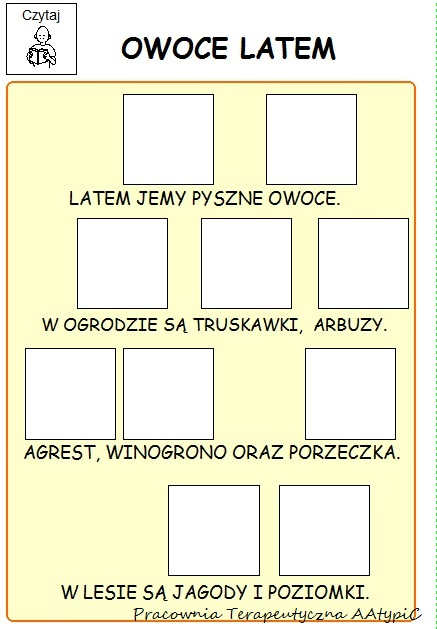 Czytaj
OWOCE LATEM
LATEM JEMY PYSZNE OWOCE.
W OGRODZIE SĄ TRUSKAWKI, ARBUZY.
AGREST, WINOGRONO ORAZ PORZECZKA.
W LESIE SĄ JAGODY I POZIOMKI.
Pracownia Terapeutyczna AAtypiC